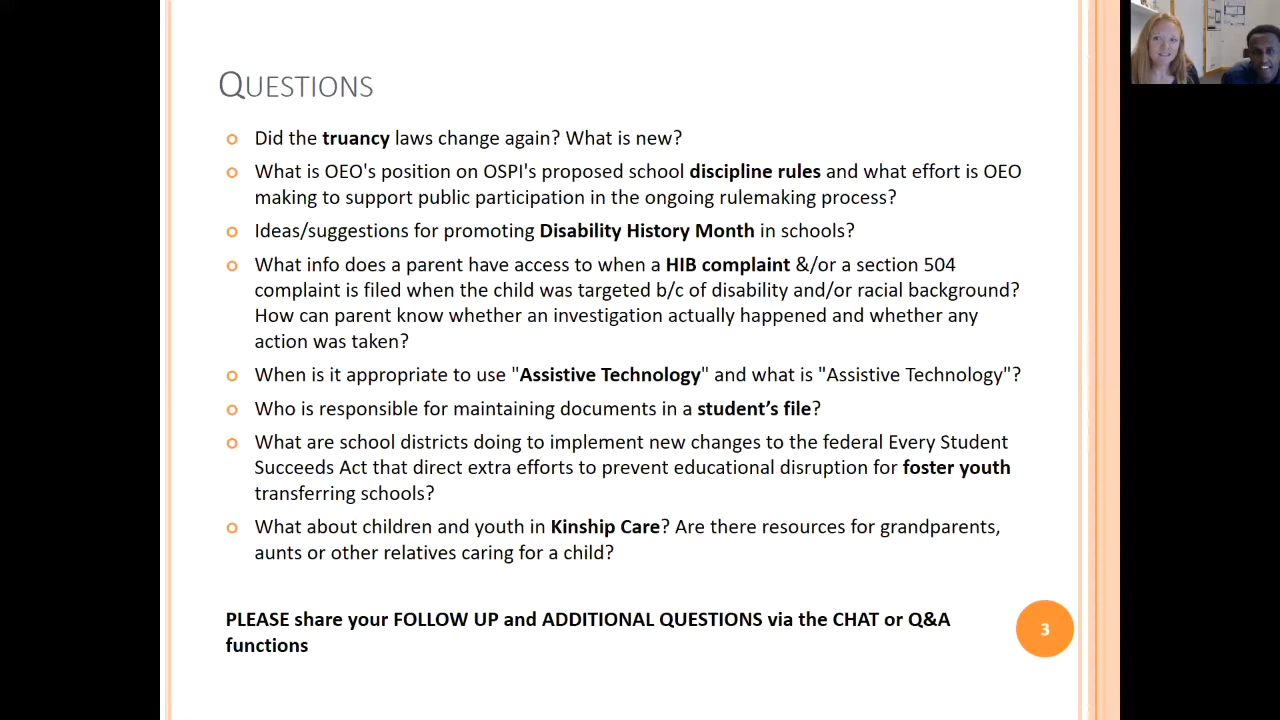 QUESTIONS
Did the truancy laws change again? What is new?
What is OEO's position on OSPI's proposed school discipline rules and what effort is OEO
making to support public participation in the ongoing rulemaking process?
Ideas/suggestions for promoting Disability History Month in schools?
What info does a parent have access to when a HIB complaint &/or a section 504
complaint is filed when the child was targeted b/c of disability and/or racial background?
How can parent know whether an investigation actually happened and whether any
action was taken?
When is it appropriate to use "Assistive Technology" and what is "Assistive Technology"?
Who is responsible for maintaining documents in a student’s file?
What are school districts doing to implement new changes to the federal Every Student
Succeeds Act that direct extra efforts to prevent educational disruption for foster youth
transferring schools?
What about children and youth in Kinship Care? Are there resources for grandparents,
aunts or other relatives caring for a child?
PLEASE share your FOLLOW UP and ADDITIONAL QUESTIONS via the CHAT or Q&A
functions
3